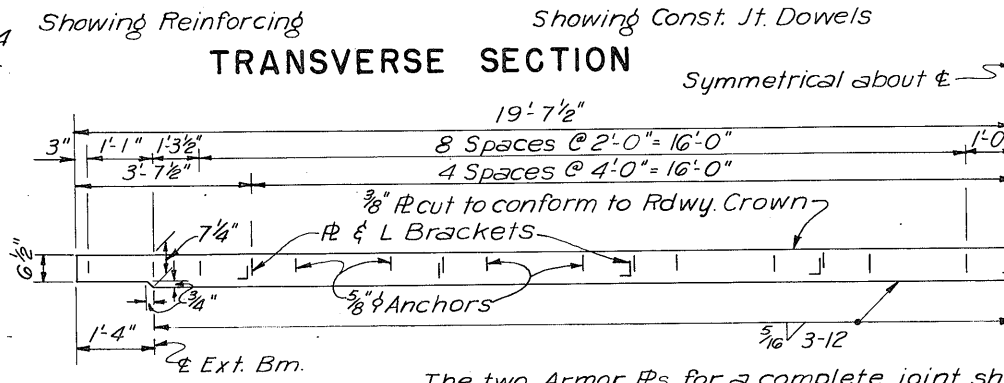 4
Showing Reinforcing
Showing Const. Jt. Dowels
TRANSVERSE SECTION
Symmetrical about ℄
19'-7½"
3"
1'-1"
1'-3½"
8 Spaces @ 2'-0" = 16'-0"
1'-0
3'-7½"
4 Spaces @ 4'-0" = 16'-0"
⅜" ℙ cut to conform to Rdwy. Crown
7¼"
ℙ & L Brackets
6½"
¾"
⅝"ϕ Anchors
1'-4"
5/16 3-12
℄ Ext. Bm.
The two Armor ℙs for a complete joint sh